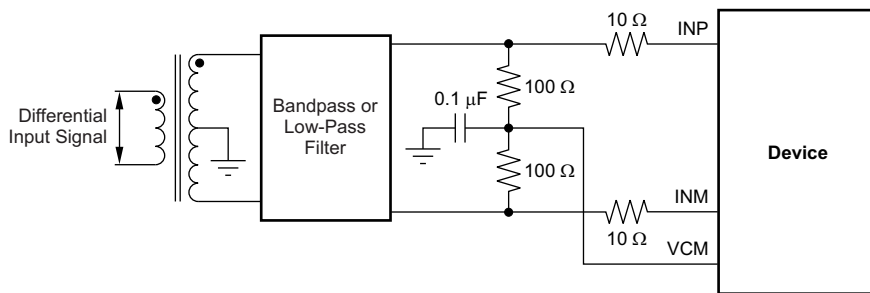 10 Ω
INP
100 Ω
0.1 μF
Differential
Input Signal
Bandpass or
Low-Pass
Filter
Device
100 Ω
INM
10 Ω
VCM